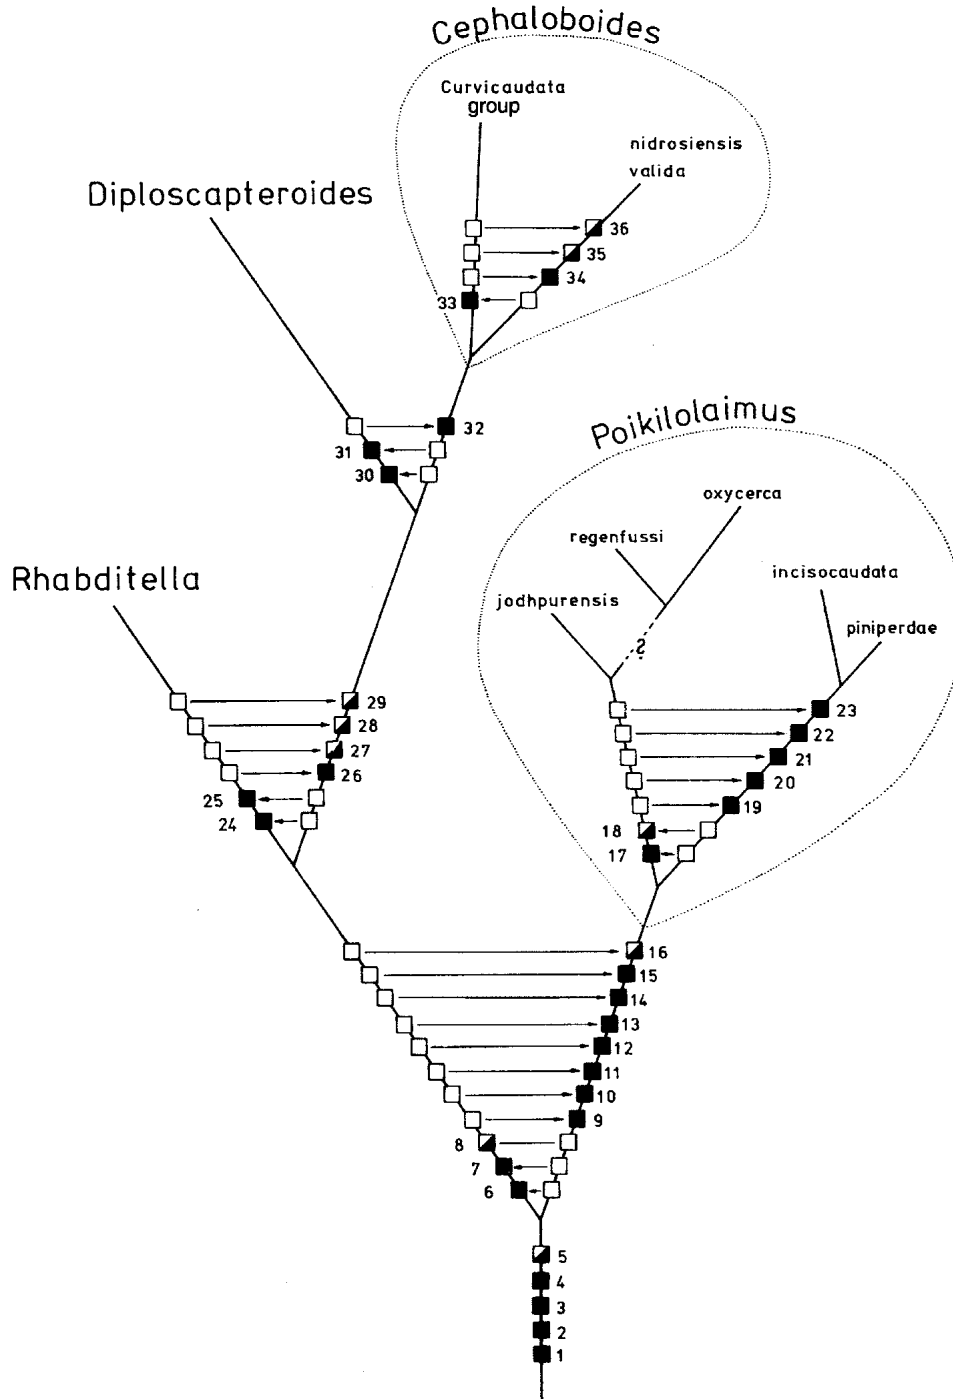 Cephaloboides
Curvicaudata
group
nidrosiensis
valida
Diploscapteroides
36
35
34
33
Poikilolaimus
32
31
30
oxycerca
regenfussi
Rhabditella
incisocaudata
jodhpurensis
piniperdae
?
29
23
28
22
27
21
26
20
25
19
24
18
17
16
15
14
13
12
11
10
9
8
7
6
5
4
3
2
1